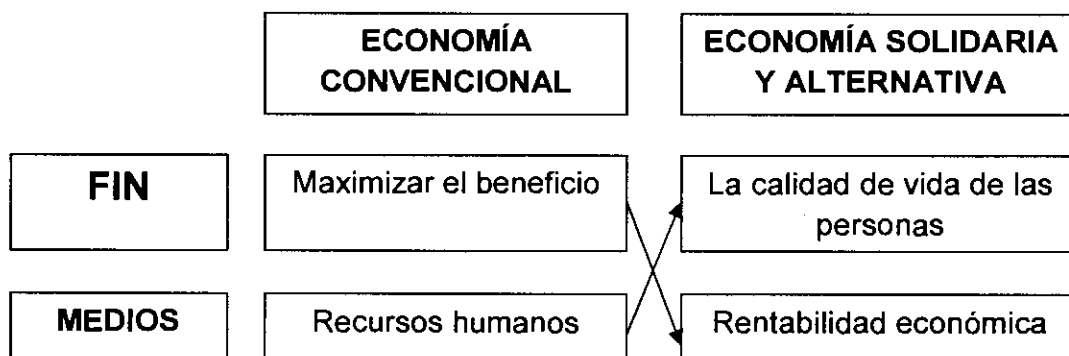 ECONOMÍA
CONVENCIONAL
ECONOMÍA SOLIDARIA
Y ALTERNATIVA
FIN
Maximizar el beneficio
La calidad de vida de las
personas
MEDIOS
Recursos humanos
Rentabilidad económica